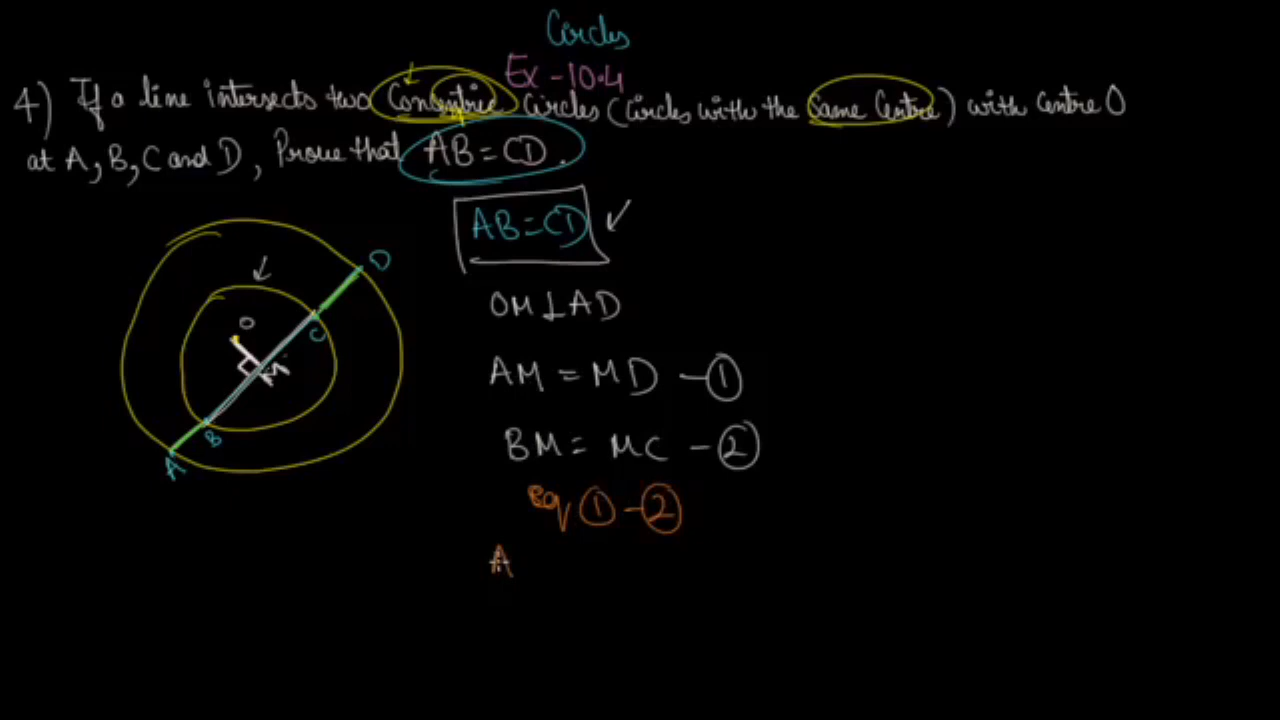 Circles
Ex - 10.4
4) If a line intersects two Concentric Circles (Circles with the Same Centre) with Centre O
at A, B, C and D, Prove that AB = CD.
AB = CD
OM ⊥ AD
AM = MD - ①
BM = MC - ②
eq ① - ②
A
O
M
A
B
C
D